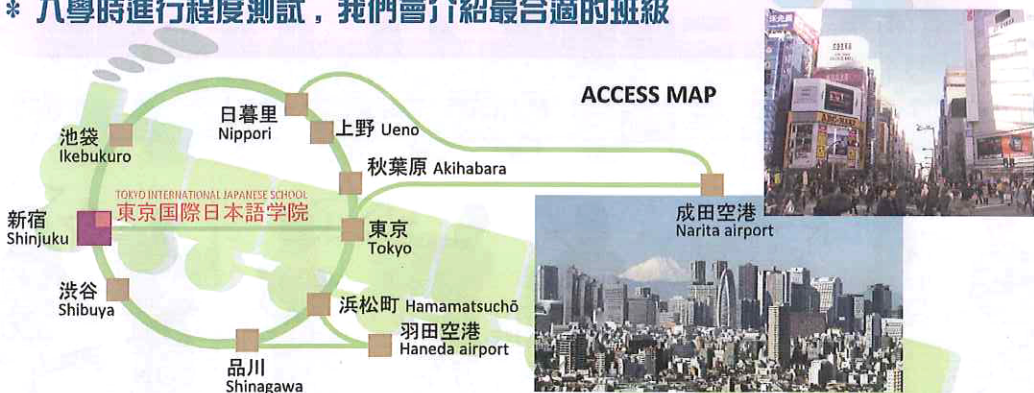 * 入學時進行程度測試，我們會介紹最合適的班級
ACCESS MAP
日暮里
Nippori
上野 Ueno
池袋
Ikebukuro
秋葉原 Akihabara
TOKYO INTERNATIONAL JAPANESE SCHOOL
東京国際日本語学院
新宿
Shinjuku
東京
Tokyo
成田空港
Narita airport
渋谷
Shibuya
浜松町 Hamamatsuchō
羽田空港
Haneda airport
品川
Shinagawa